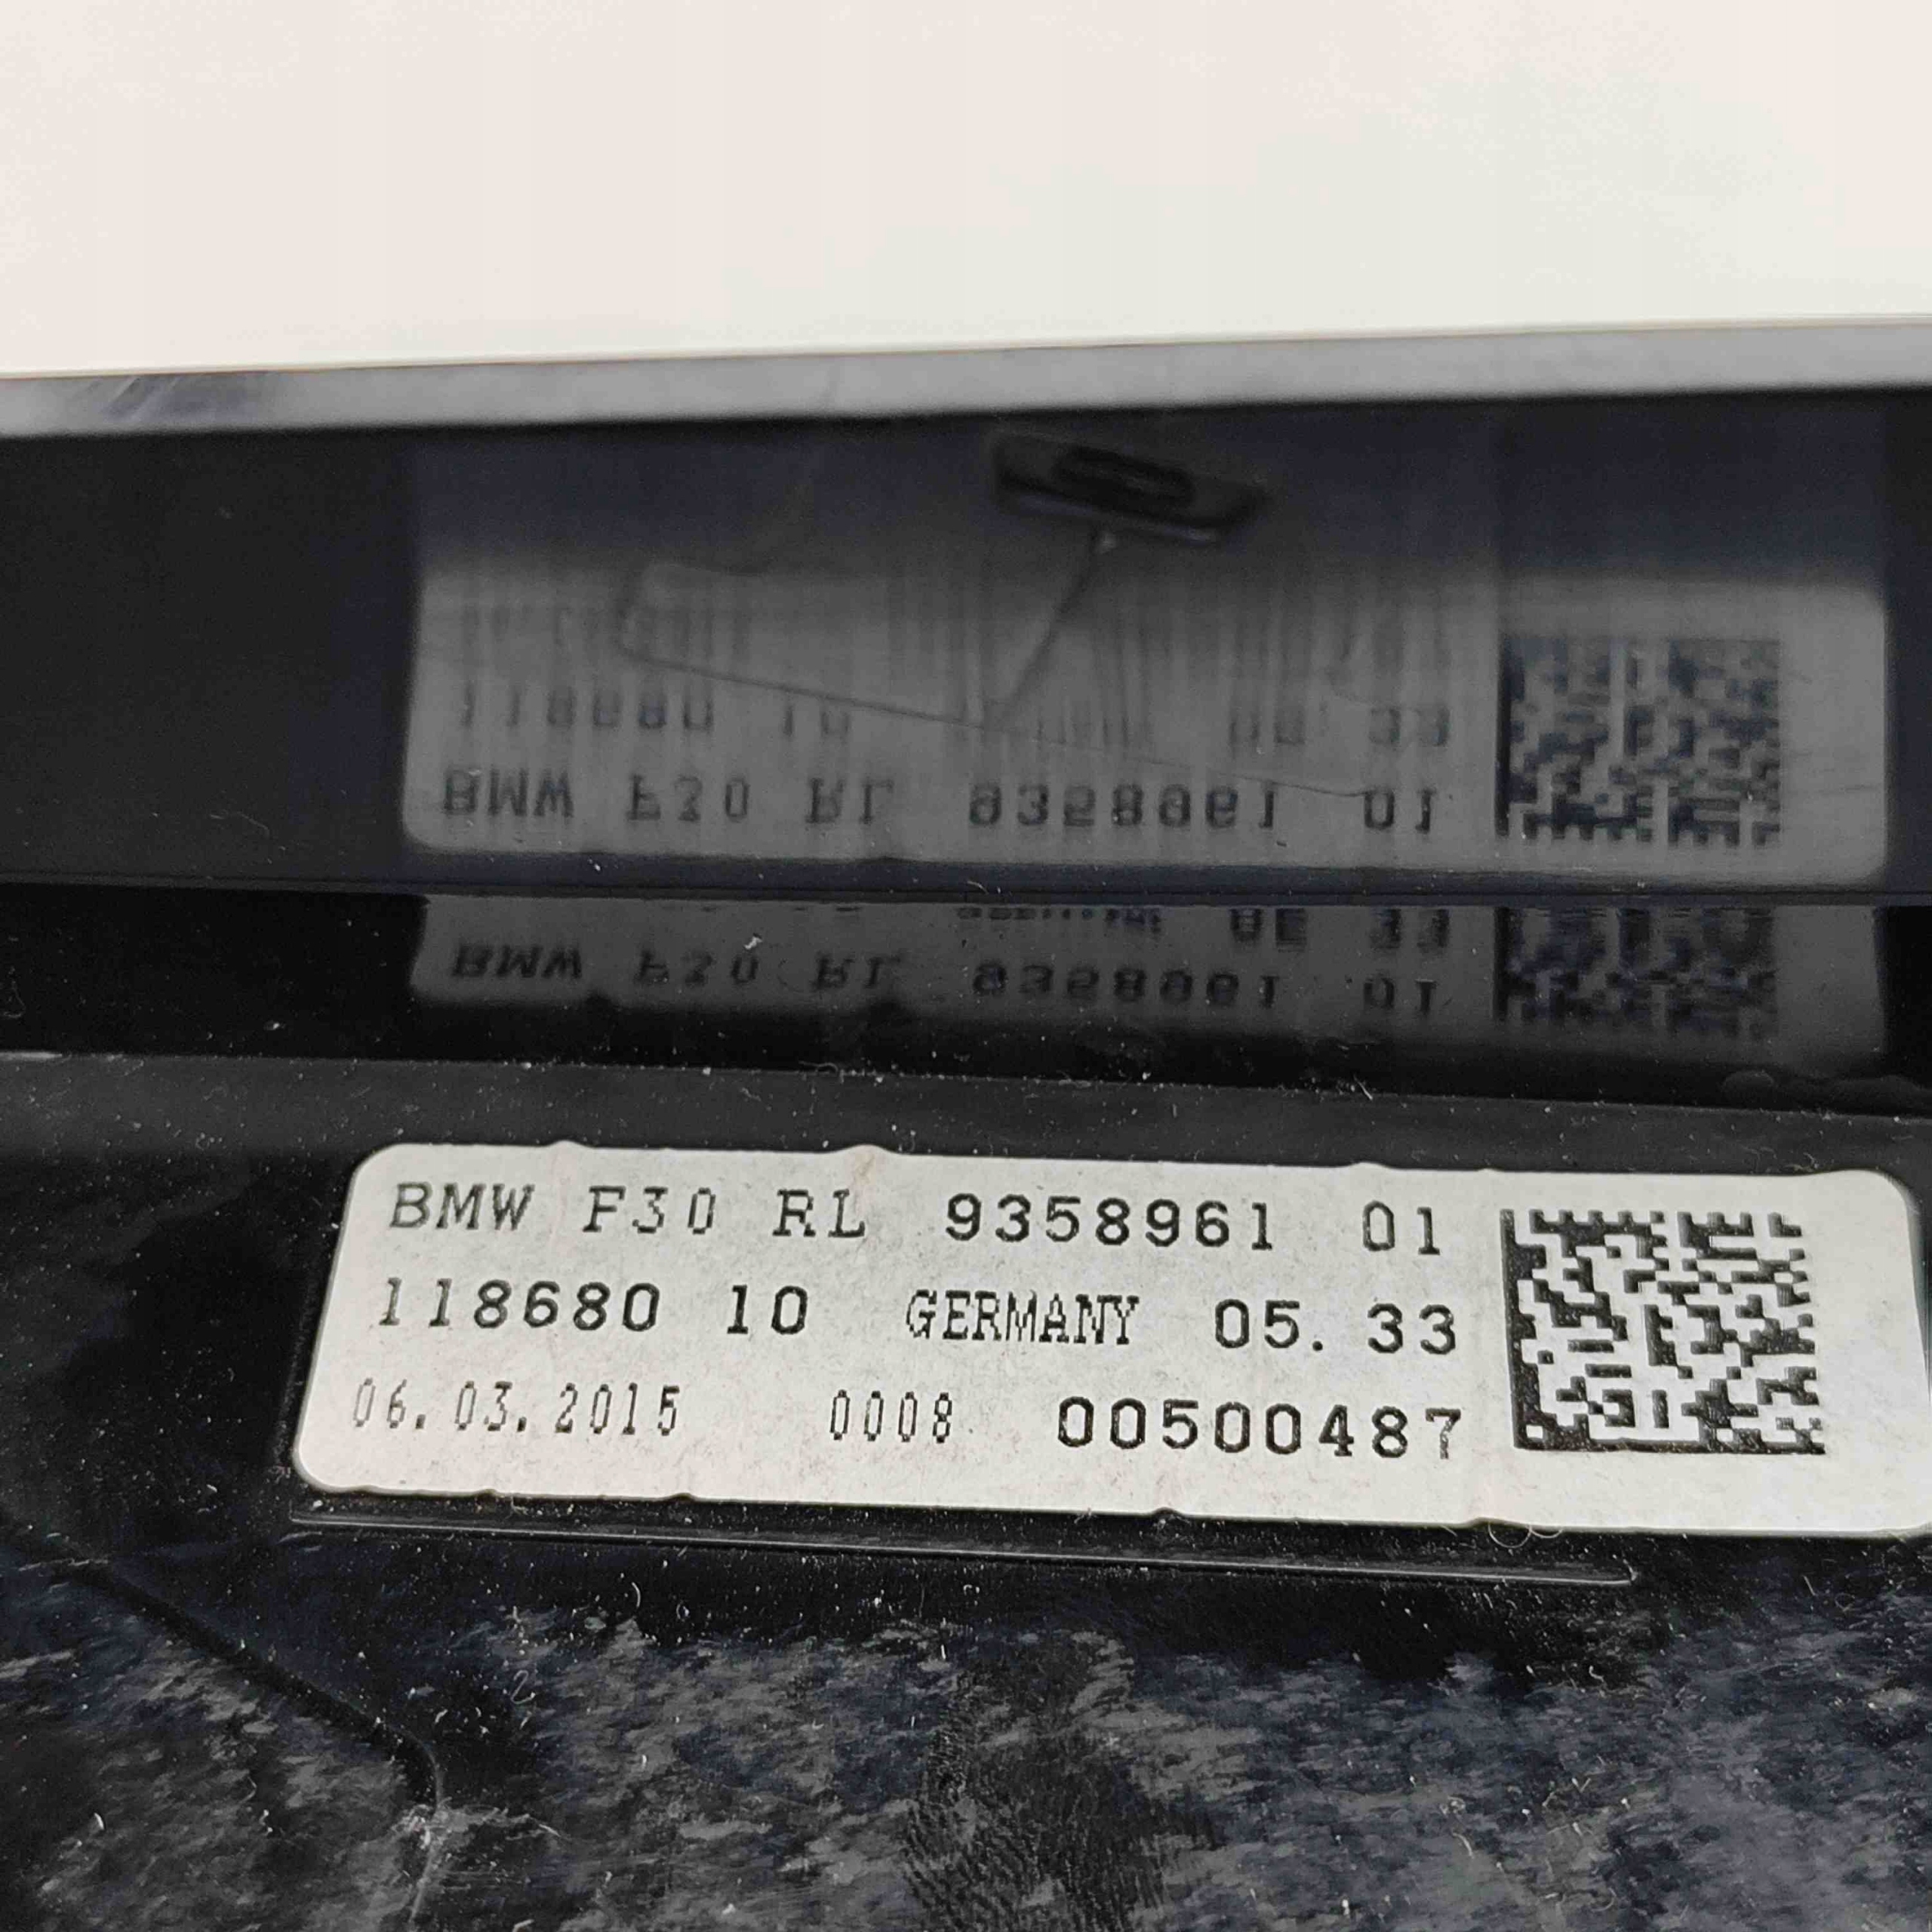 BMW F30 RL 9358961 01
118680 10 GERMANY 05.33
06.03.2015 0008 00500487